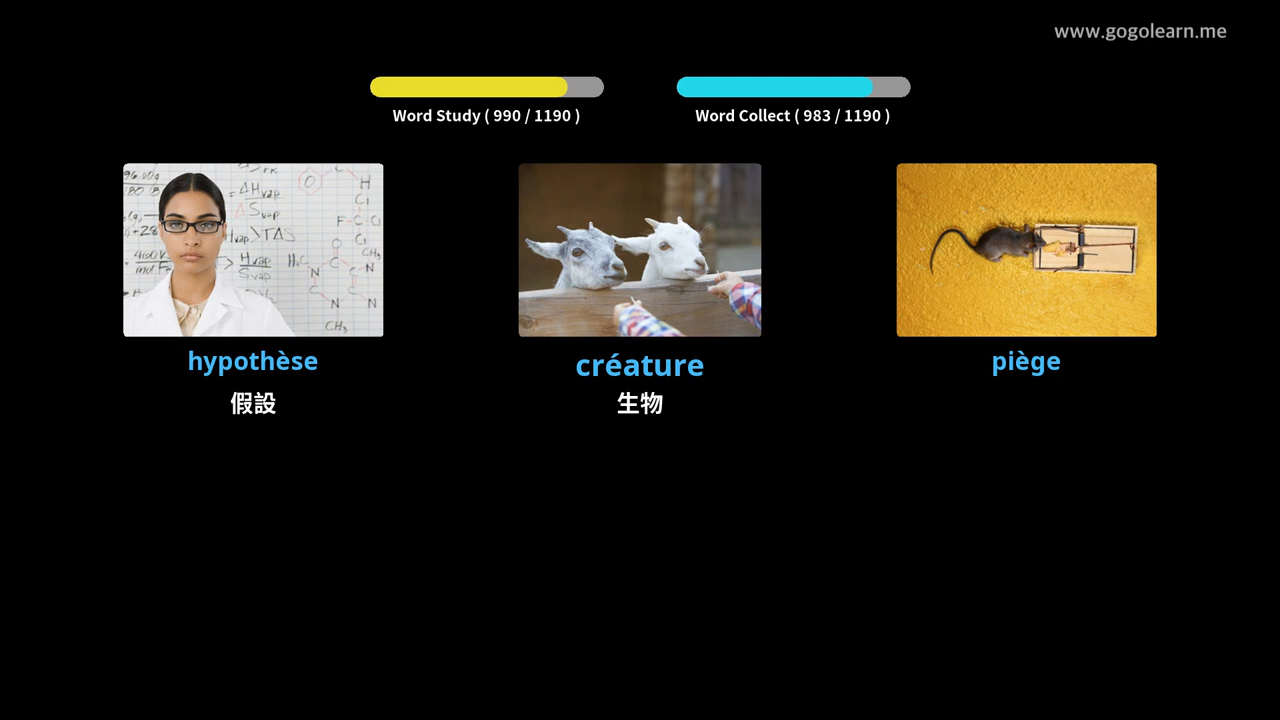 www.gogolearn.me
Word Study ( 990 / 1190 )
Word Collect ( 983 / 1190 )
hypothèse
假設
créature
生物
piège